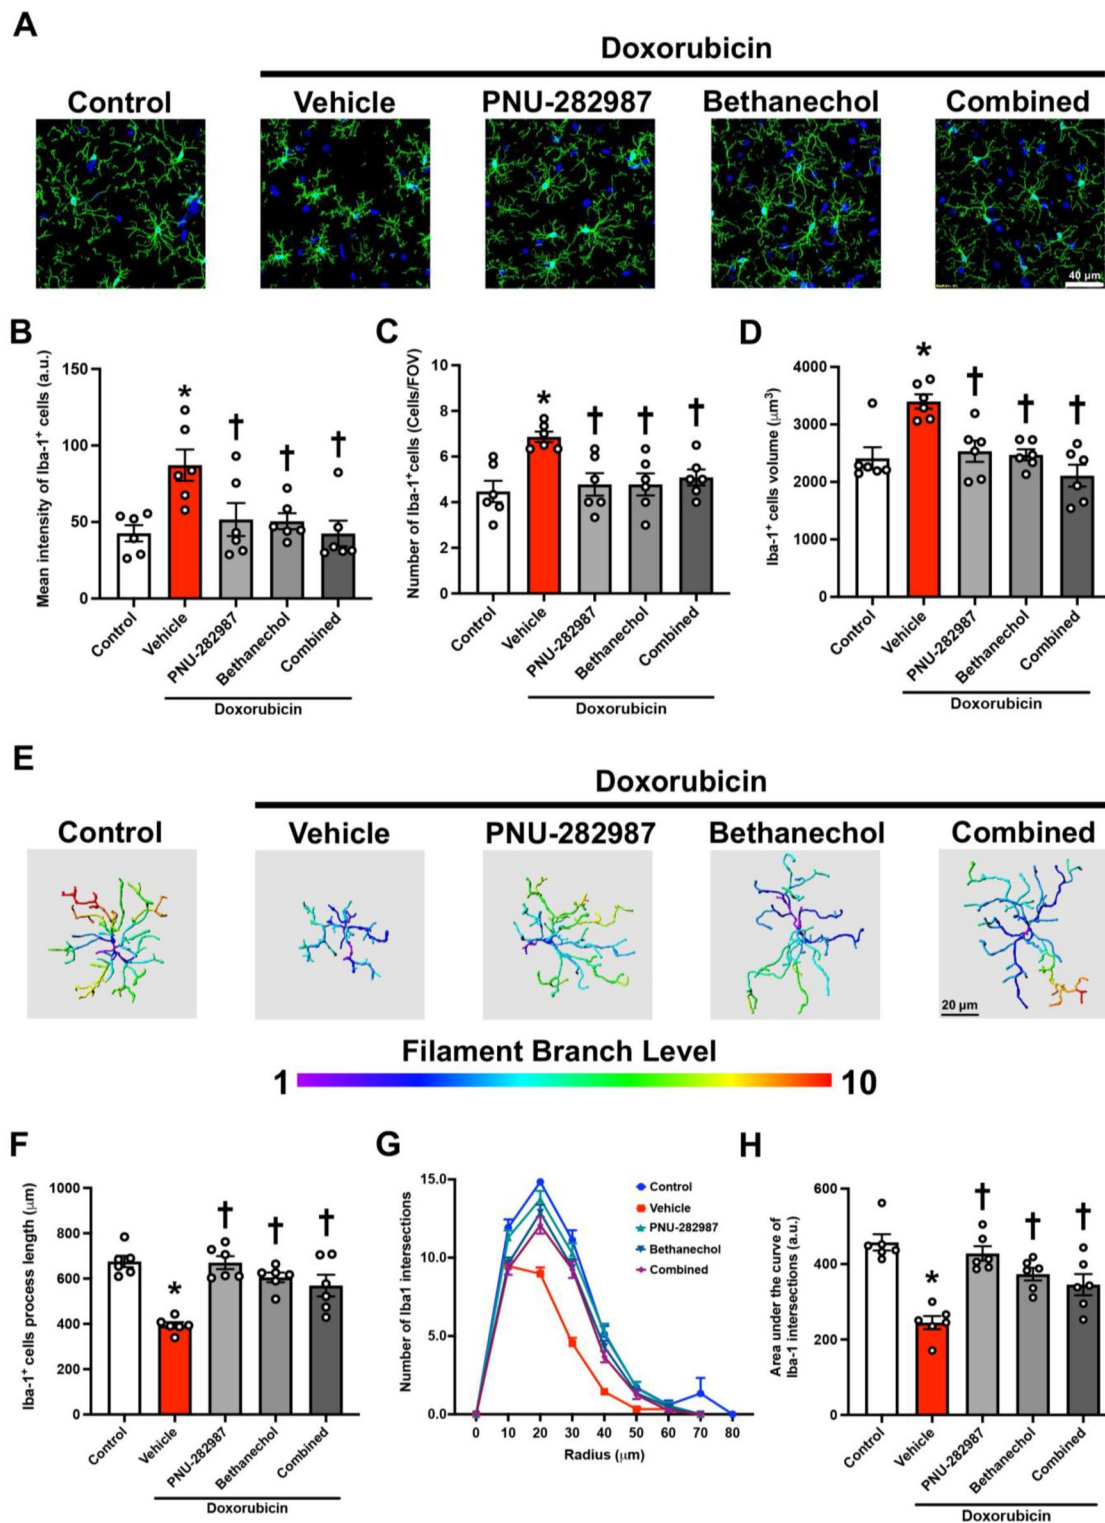 A
Doxorubicin
Control Vehicle PNU-282987 Bethanechol Combined
40 µm
B
Mean intensity of Iba-1⁺ cells (a.u.)
150
100
50
0
Control
Vehicle
PNU-282987
Bethanechol
Combined
Doxorubicin
*
†
†
†
C
Number of Iba-1⁺cells (Cells/FOV)
10
8
6
4
2
0
Control
Vehicle
PNU-282987
Bethanechol
Combined
Doxorubicin
*
†
†
†
D
Iba-1⁺ cells volume (µm³)
4000
3000
2000
1000
0
Control
Vehicle
PNU-282987
Bethanechol
Combined
Doxorubicin
*
†
†
†
E
Doxorubicin
Control Vehicle PNU-282987 Bethanechol Combined
20 µm
Filament Branch Level
1 10
F
Iba-1⁺ cells process length (µm)
1000
800
600
400
200
0
Control
Vehicle
PNU-282987
Bethanechol
Combined
Doxorubicin
*
†
†
†
G
Number of Iba1 intersections
15.0
10.0
5.0
0.0
0 10 20 30 40 50 60 70 80
Radius (µm)
Control
Vehicle
PNU-282987
Bethanechol
Combined
H
Area under the curve of
Iba-1 intersections (a.u.)
600
400
200
0
Control
Vehicle
PNU-282987
Bethanechol
Combined
Doxorubicin
*
†
†
†